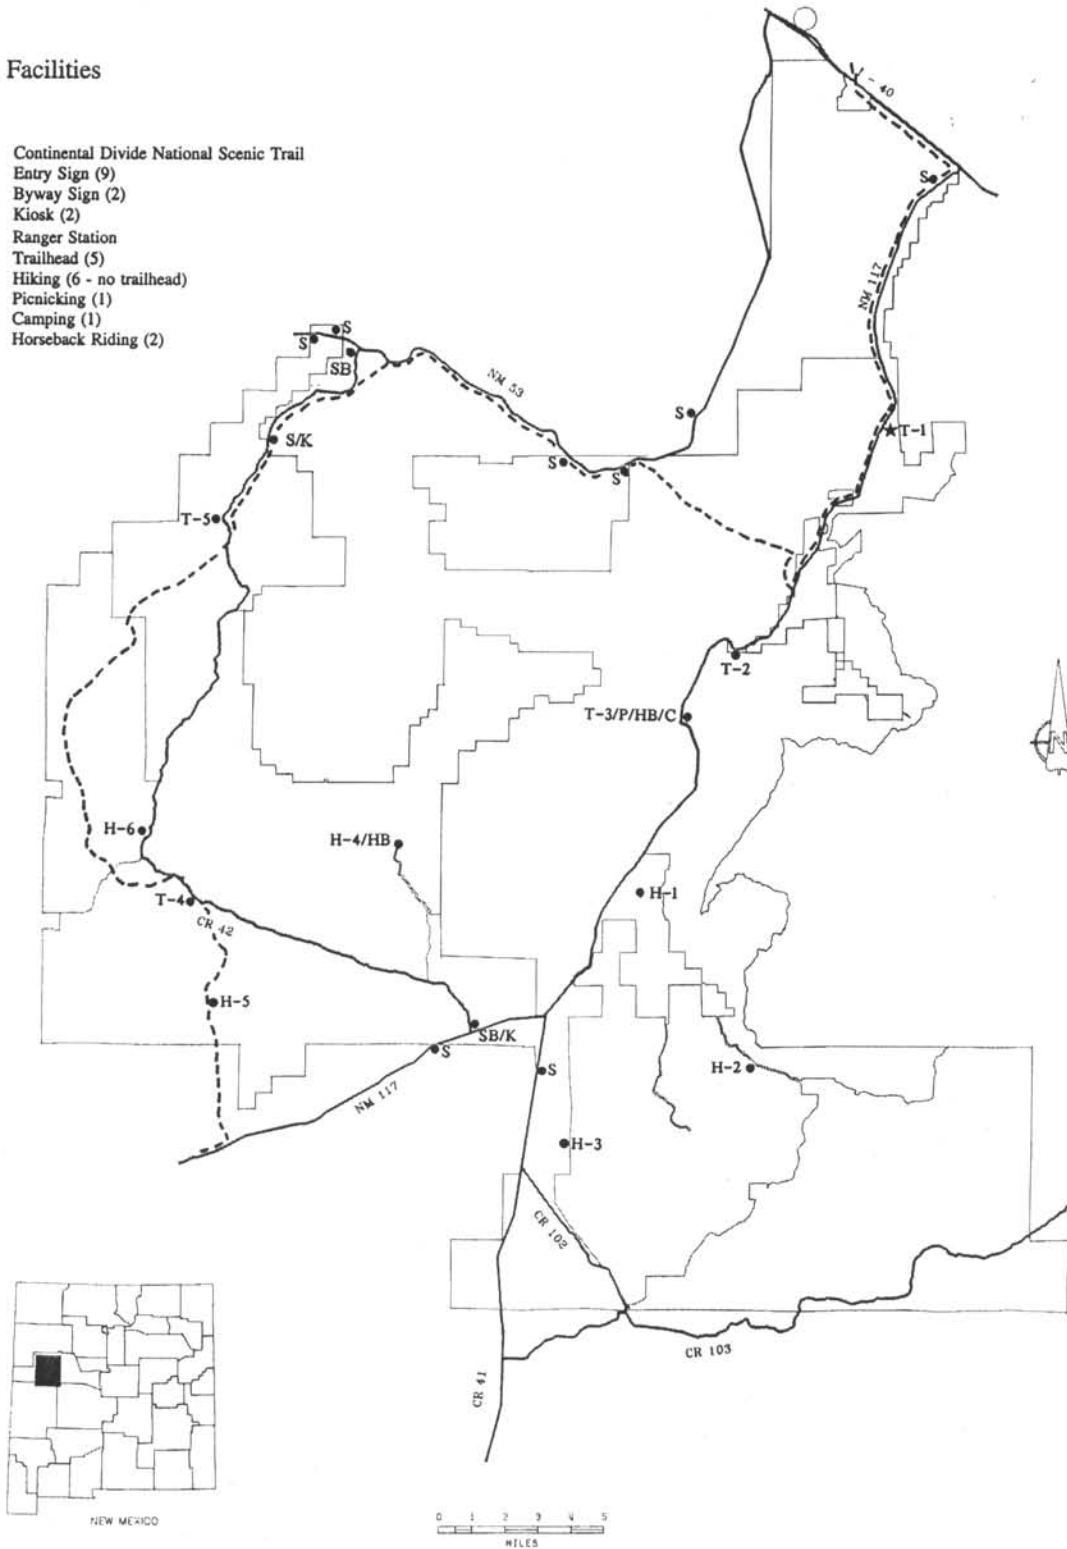 Facilities
Continental Divide National Scenic Trail
Entry Sign (9)
Byway Sign (2)
Kiosk (2)
Ranger Station
Trailhead (5)
Hiking (6 - no trailhead)
Picnicking (1)
Camping (1)
Horseback Riding (2)
I - 40
S
NM 117
S
S
SB
NM 53
S
T-1
S/K
S
S
T-5
T-2
T-3/P/HB/C
N
H-6
H-4/HB
H-1
T-4
CR 42
H-5
SB/K
S
S
H-2
NM 117
H-3
CR 102
CR 103
CR 41
NEW MEXICO
0 1 2 3 4 5
MILES